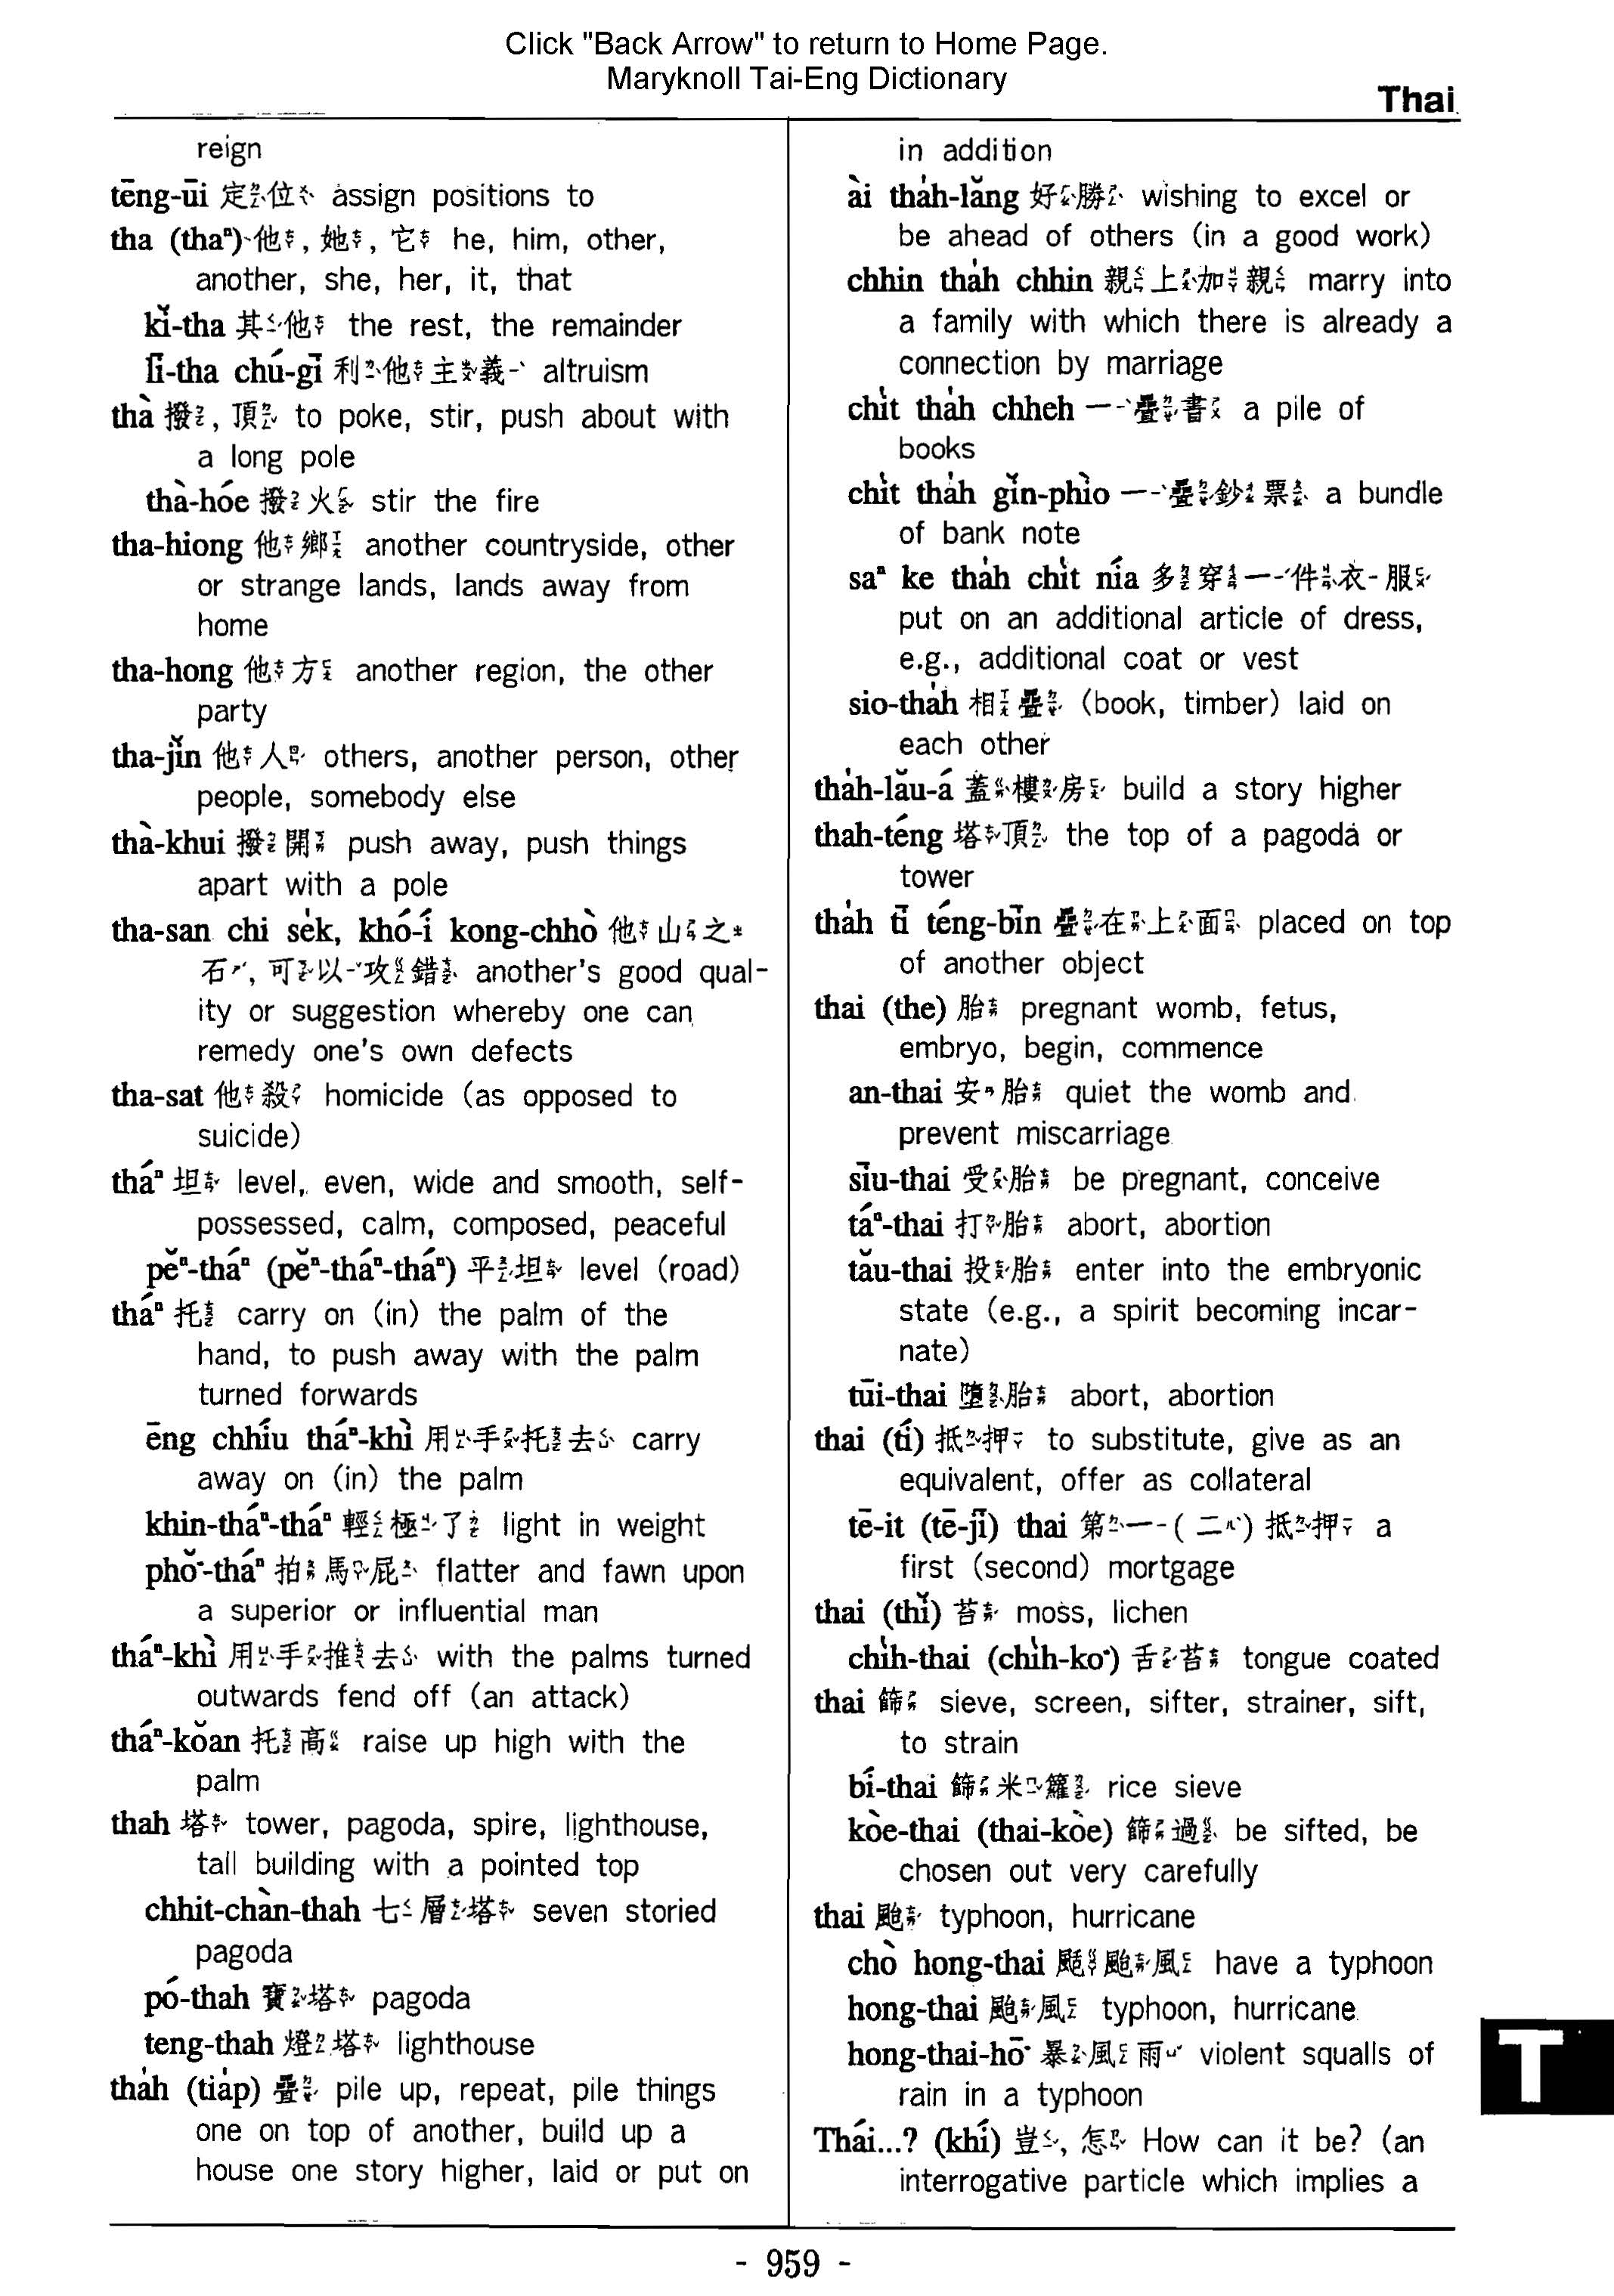 Click "Back Arrow" to return to Home Page.
Maryknoll Tai-Eng Dictionary
Thai
reign
tēng-ūi 定位 assign positions to
tha (thaⁿ) 他, 她, 它 he, him, other,
another, she, her, it, that
kǐ-tha 其他 the rest, the remainder
lī-tha chú-gī 利他主義 altruism
thà 撥, 頂 to poke, stir, push about with
a long pole
thà-hóe 撥火 stir the fire
tha-hiong 他鄉 another countryside, other
or strange lands, lands away from
home
tha-hong 他方 another region, the other
party
tha-jǐn 他人 others, another person, other
people, somebody else
thà-khui 撥開 push away, push things
apart with a pole
tha-san chi se̍k, khó-í kong-chhò 他山之
石, 可以攻錯 another's good qual-
ity or suggestion whereby one can
remedy one's own defects
tha-sat 他殺 homicide (as opposed to
suicide)
tháⁿ 坦 level, even, wide and smooth, self-
possessed, calm, composed, peaceful
pěⁿ-tháⁿ (pěⁿ-tháⁿ-tháⁿ) 平坦 level (road)
tháⁿ 托 carry on (in) the palm of the
hand, to push away with the palm
turned forwards
ēng chhíu tháⁿ-khì 用手托去 carry
away on (in) the palm
khin-tháⁿ-tháⁿ 輕極了 light in weight
phǒ͘-tháⁿ 拍馬屁 flatter and fawn upon
a superior or influential man
tháⁿ-khì 用手推去 with the palms turned
outwards fend off (an attack)
tháⁿ-kǒan 托高 raise up high with the
palm
thah 塔 tower, pagoda, spire, lighthouse,
tall building with a pointed top
chhit-chàn-thah 七層塔 seven storied
pagoda
pó-thah 寶塔 pagoda
teng-thah 燈塔 lighthouse
tha̍h (tia̍p) 疊 pile up, repeat, pile things
one on top of another, build up a
house one story higher, laid or put on
in addition
ài tha̍h-lǎng 好勝 wishing to excel or
be ahead of others (in a good work)
chhin tha̍h chhin 親上加親 marry into
a family with which there is already a
connection by marriage
chi̍t tha̍h chheh 一疊書 a pile of
books
chi̍t tha̍h gǐn-phìo 一疊鈔票 a bundle
of bank note
saⁿ ke tha̍h chi̍t nía 多穿一件衣服
put on an additional article of dress,
e.g., additional coat or vest
sio-tha̍h 相疊 (book, timber) laid on
each other
tha̍h-lǎu-á 蓋樓房 build a story higher
thah-téng 塔頂 the top of a pagoda or
tower
tha̍h tī téng-bīn 疊在上面 placed on top
of another object
thai (the) 胎 pregnant womb, fetus,
embryo, begin, commence
an-thai 安胎 quiet the womb and
prevent miscarriage
sīu-thai 受胎 be pregnant, conceive
táⁿ-thai 打胎 abort, abortion
tǎu-thai 投胎 enter into the embryonic
state (e.g., a spirit becoming incar-
nate)
tūi-thai 墮胎 abort, abortion
thai (tí) 抵押 to substitute, give as an
equivalent, offer as collateral
tē-it (tē-jī) thai 第一(二)抵押 a
first (second) mortgage
thai (thǐ) 苔 moss, lichen
chi̍h-thai (chi̍h-ko͘) 舌苔 tongue coated
thai 篩 sieve, screen, sifter, strainer, sift,
to strain
bí-thai 篩米籮 rice sieve
kòe-thai (thai-kòe) 篩過 be sifted, be
chosen out very carefully
thai 颱 typhoon, hurricane
chò hong-thai 颳颱風 have a typhoon
hong-thai 颱風 typhoon, hurricane
hong-thai-hō͘ 暴風雨 violent squalls of
rain in a typhoon
Thái...? (khí) 豈, 怎 How can it be? (an
interrogative particle which implies a
T
- 959 -